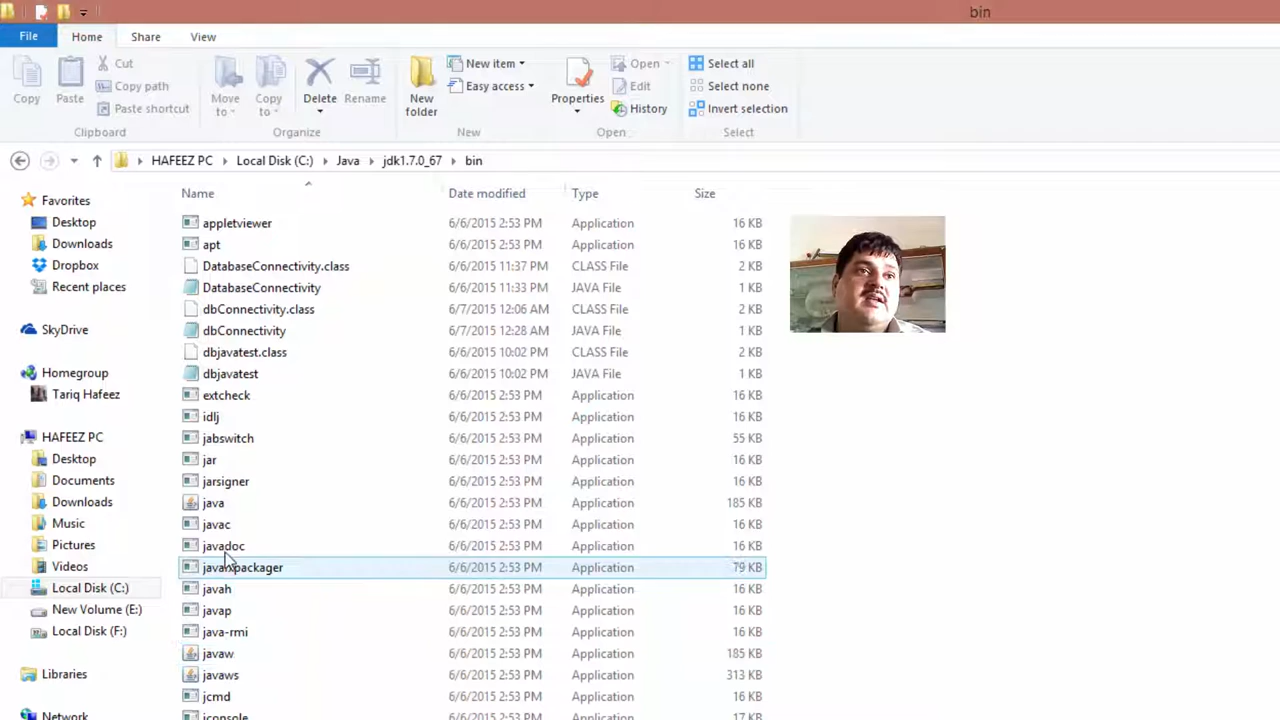 bin
File Home Share View
Copy
Paste
Cut
Copy path
Paste shortcut
Clipboard
Move to
Copy to
Delete
Rename
Organize
New folder
New item
Easy access
New
Properties
Open
Edit
History
Open
Select all
Select none
Invert selection
Select
HAFEEZ PC Local Disk (C:) Java jdk1.7.0_67 bin
Favorites
Desktop
Downloads
Dropbox
Recent places
SkyDrive
Homegroup
Tariq Hafeez
HAFEEZ PC
Desktop
Documents
Downloads
Music
Pictures
Videos
Local Disk (C:)
New Volume (E:)
Local Disk (F:)
Libraries
Network
Name Date modified Type Size
appletviewer 6/6/2015 2:53 PM Application 16 KB
apt 6/6/2015 2:53 PM Application 16 KB
DatabaseConnectivity.class 6/6/2015 11:37 PM CLASS File 2 KB
DatabaseConnectivity 6/6/2015 11:33 PM JAVA File 1 KB
dbConnectivity.class 6/7/2015 12:06 AM CLASS File 2 KB
dbConnectivity 6/7/2015 12:28 AM JAVA File 1 KB
dbjavatest.class 6/6/2015 10:02 PM CLASS File 2 KB
dbjavatest 6/6/2015 10:02 PM JAVA File 1 KB
extcheck 6/6/2015 2:53 PM Application 16 KB
idlj 6/6/2015 2:53 PM Application 16 KB
jabswitch 6/6/2015 2:53 PM Application 55 KB
jar 6/6/2015 2:53 PM Application 16 KB
jarsigner 6/6/2015 2:53 PM Application 16 KB
java 6/6/2015 2:53 PM Application 185 KB
javac 6/6/2015 2:53 PM Application 16 KB
javadoc 6/6/2015 2:53 PM Application 16 KB
6/6/2015 2:53 PM Application 79 KB
javah 6/6/2015 2:53 PM Application 16 KB
javap 6/6/2015 2:53 PM Application 16 KB
java-rmi 6/6/2015 2:53 PM Application 16 KB
javaw 6/6/2015 2:53 PM Application 185 KB
javaws 6/6/2015 2:53 PM Application 313 KB
jcmd 6/6/2015 2:53 PM Application 16 KB
jconsole 6/6/2015 2:53 PM Application 17 KB